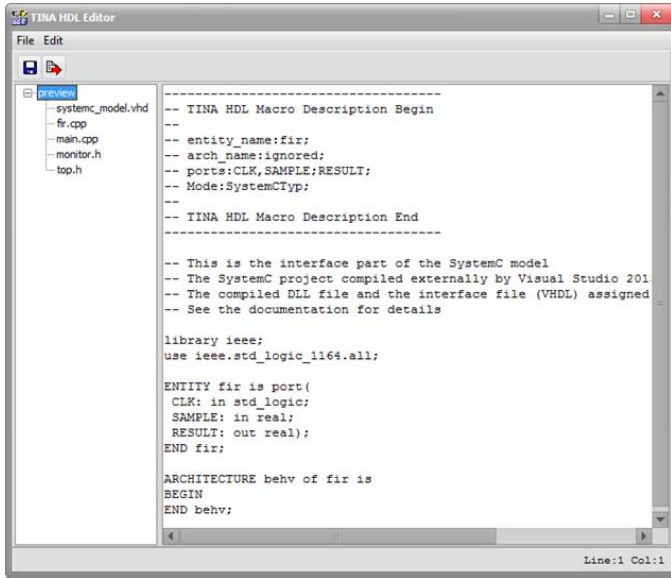 TINA HDL Editor
File Edit
preview
systemc_model.vhd
fir.cpp
main.cpp
monitor.h
top.h
-------------------------------------
-- TINA HDL Macro Description Begin
--
-- entity_name:fir;
-- arch_name:ignored;
-- ports:CLK,SAMPLE;RESULT;
-- Mode:SystemCTyp;
--
-- TINA HDL Macro Description End
-------------------------------------
-- This is the interface part of the SystemC model
-- The SystemC project compiled externally by Visual Studio 201
-- The compiled DLL file and the interface file (VHDL) assigned
-- See the documentation for details
library ieee;
use ieee.std_logic_1164.all;
ENTITY fir is port(
CLK: in std_logic;
SAMPLE: in real;
RESULT: out real);
END fir;
ARCHITECTURE behv of fir is
BEGIN
END behv;
Line:1 Col:1